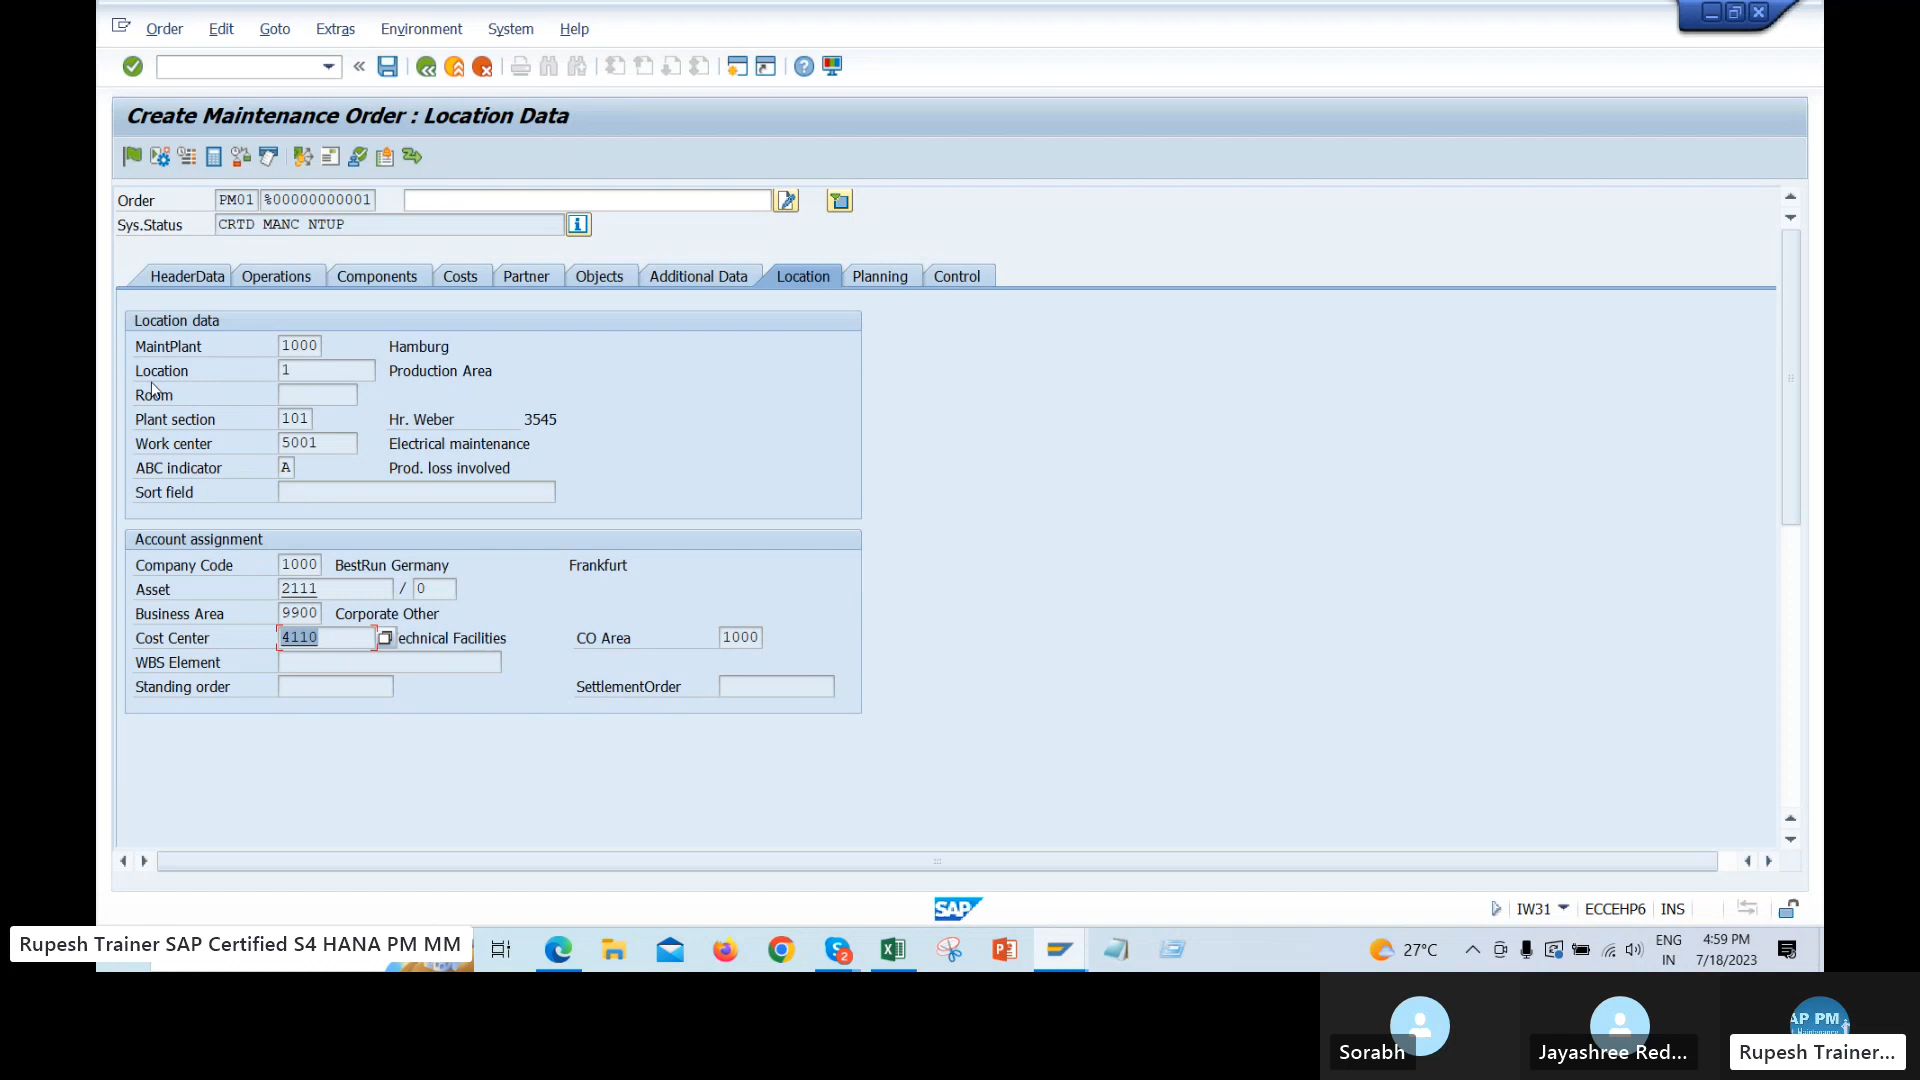 Order Edit Goto Extras Environment System Help
Create Maintenance Order : Location Data
Order PM01 %00000000001
Sys.Status CRTD MANC NTUP
HeaderData Operations Components Costs Partner Objects Additional Data Location Planning Control
Location data
MaintPlant 1000 Hamburg
Location 1 Production Area
Room
Plant section 101 Hr. Weber 3545
Work center 5001 Electrical maintenance
ABC indicator A Prod. loss involved
Sort field
Account assignment
Company Code 1000 BestRun Germany Frankfurt
Asset 2111 / 0
Business Area 9900 Corporate Other
Cost Center 4110 echnical Facilities CO Area 1000
WBS Element
Standing order SettlementOrder
SAP IW31 ECCEHP6 INS
Rupesh Trainer SAP Certified S4 HANA PM MM
2
27°C
ENG
IN
4:59 PM
7/18/2023
AP PM
Sorabh
Jayashree Red...
Rupesh Trainer...